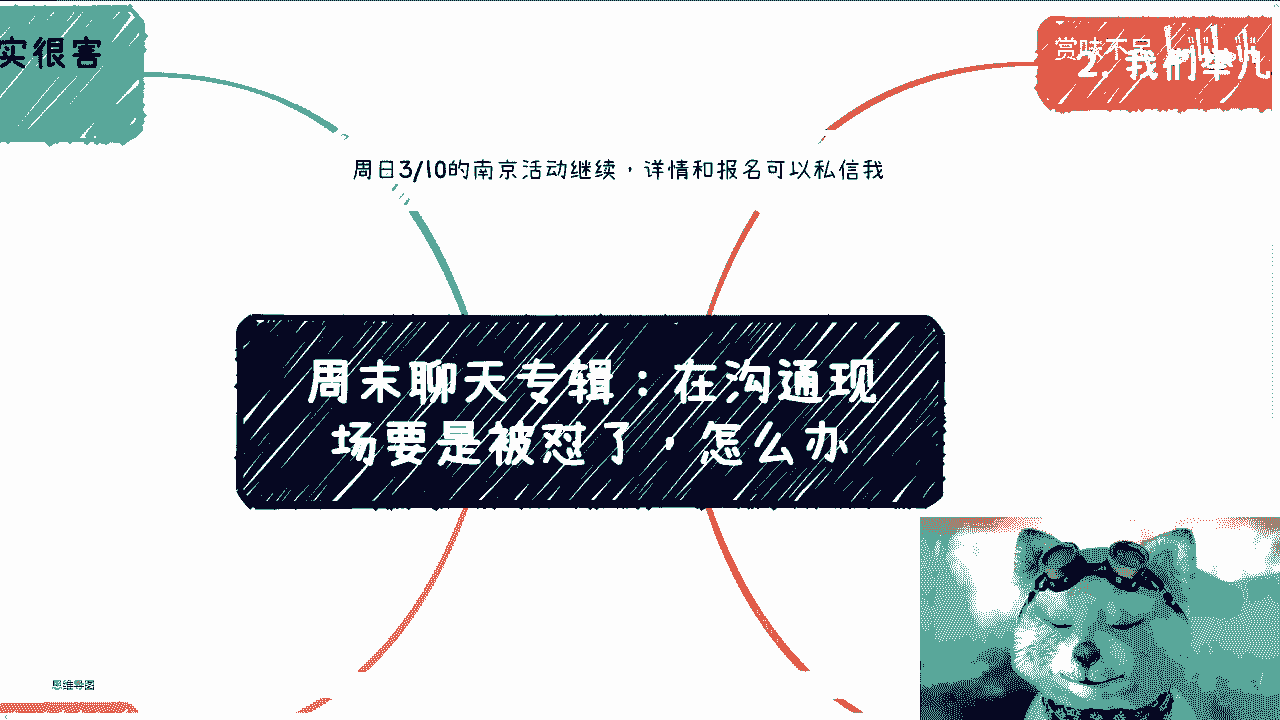 实很害
赏味不足 bilibili
2. 我们举几
周日3/10的南京活动继续，详情和报名可以私信我
周末聊天专辑：在沟通现
场要是被怼了，怎么办
思维导图